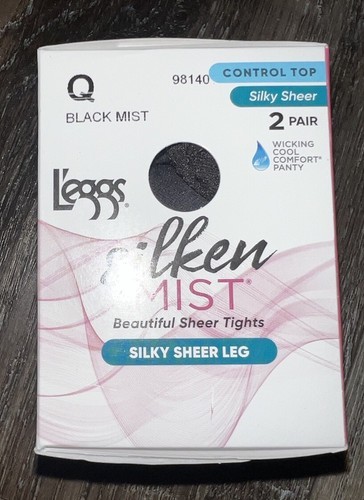 Q
98140
CONTROL TOP
Silky Sheer
BLACK MIST
2 PAIR
WICKING
COOL
COMFORT*
PANTY
L'eggs®
silken
MIST®
Beautiful Sheer Tights
SILKY SHEER LEG